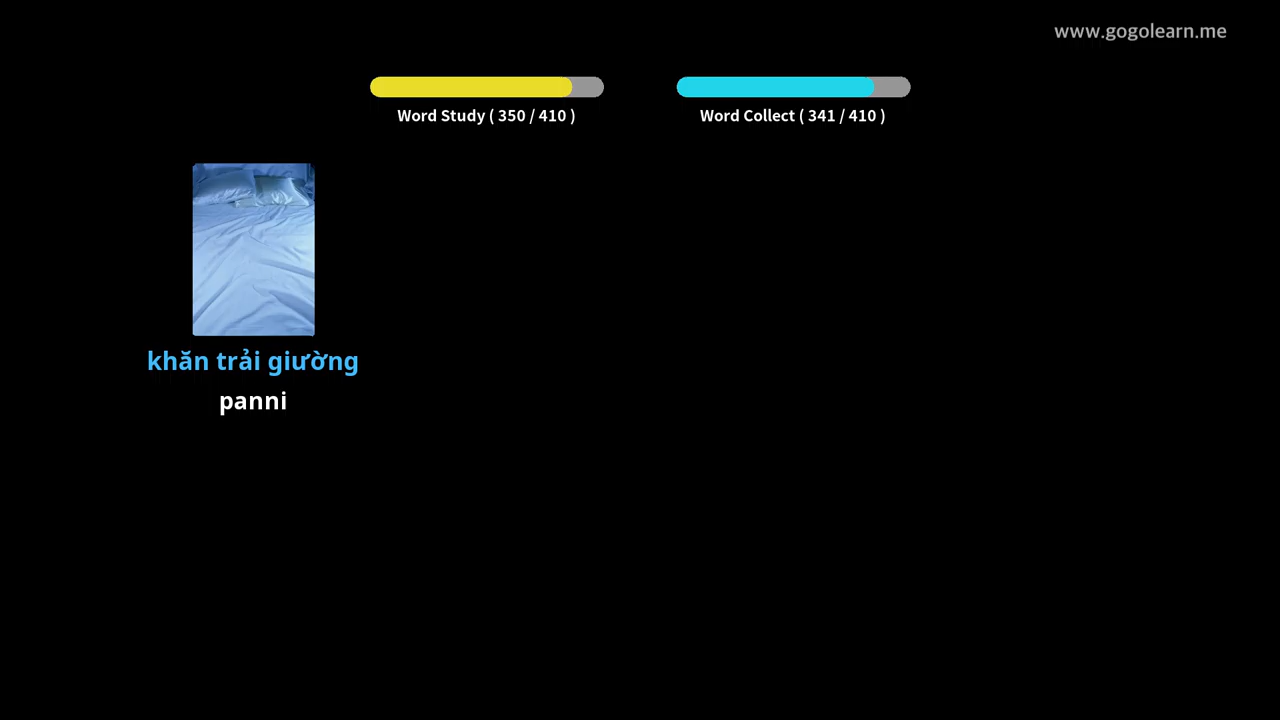 www.gogolearn.me
Word Study ( 350 / 410 )
Word Collect ( 341 / 410 )
khăn trải giường
panni